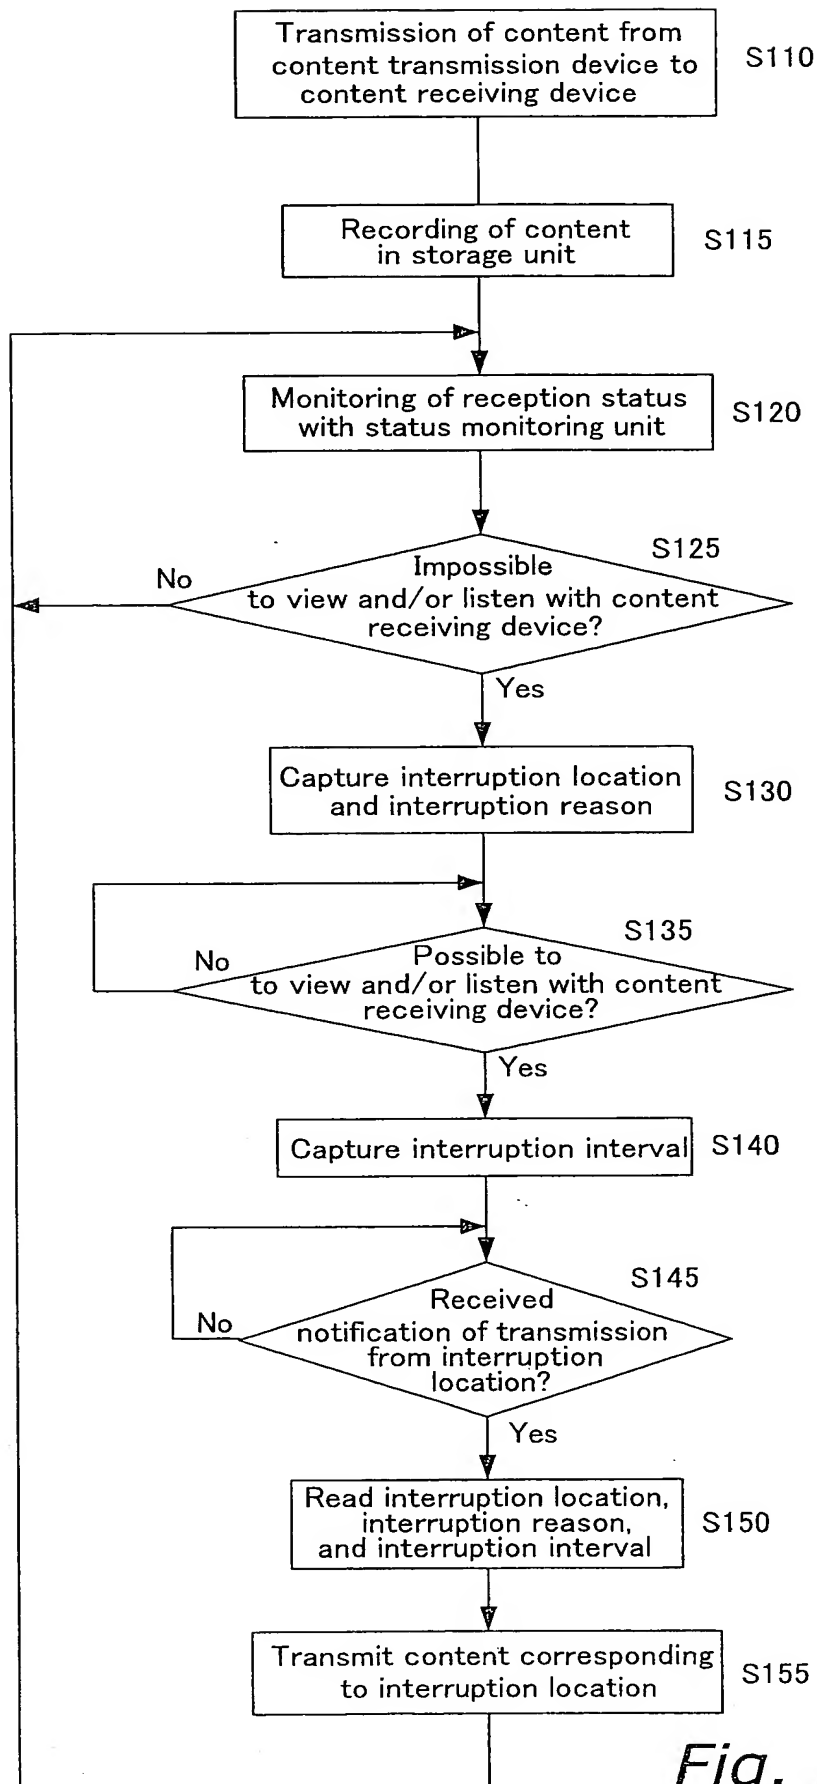 Transmission of content from
content transmission device to
content receiving device
S110
Recording of content
in storage unit
S115
Monitoring of reception status
with status monitoring unit
S120
S125
Impossible
to view and/or listen with content
receiving device?
No
Yes
Capture interruption location
and interruption reason
S130
S135
Possible to
to view and/or listen with content
receiving device?
No
Yes
Capture interruption interval
S140
S145
Received
notification of transmission
from interruption
location?
No
Yes
Read interruption location,
interruption reason,
and interruption interval
S150
Transmit content corresponding
to interruption location
S155
Fig.